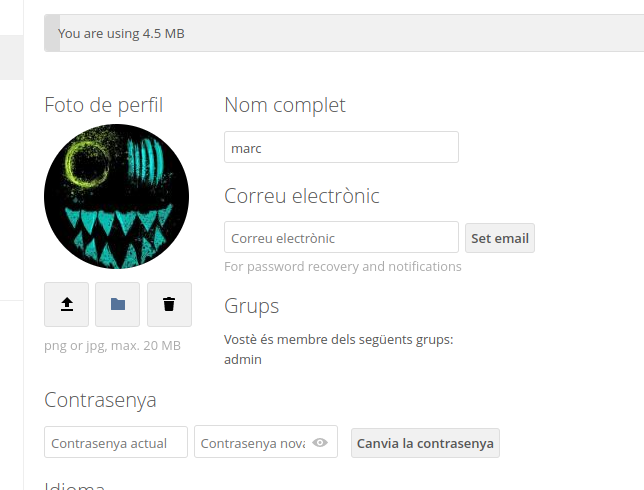 You are using 4.5 MB
Foto de perfil
png or jpg, max. 20 MB
Nom complet
marc
Correu electrònic
Correu electrònic
Set email
For password recovery and notifications
Grups
Vostè és membre dels següents grups:
admin
Contrasenya
Contrasenya actual
Contrasenya nova
Canvia la contrasenya
Idioma